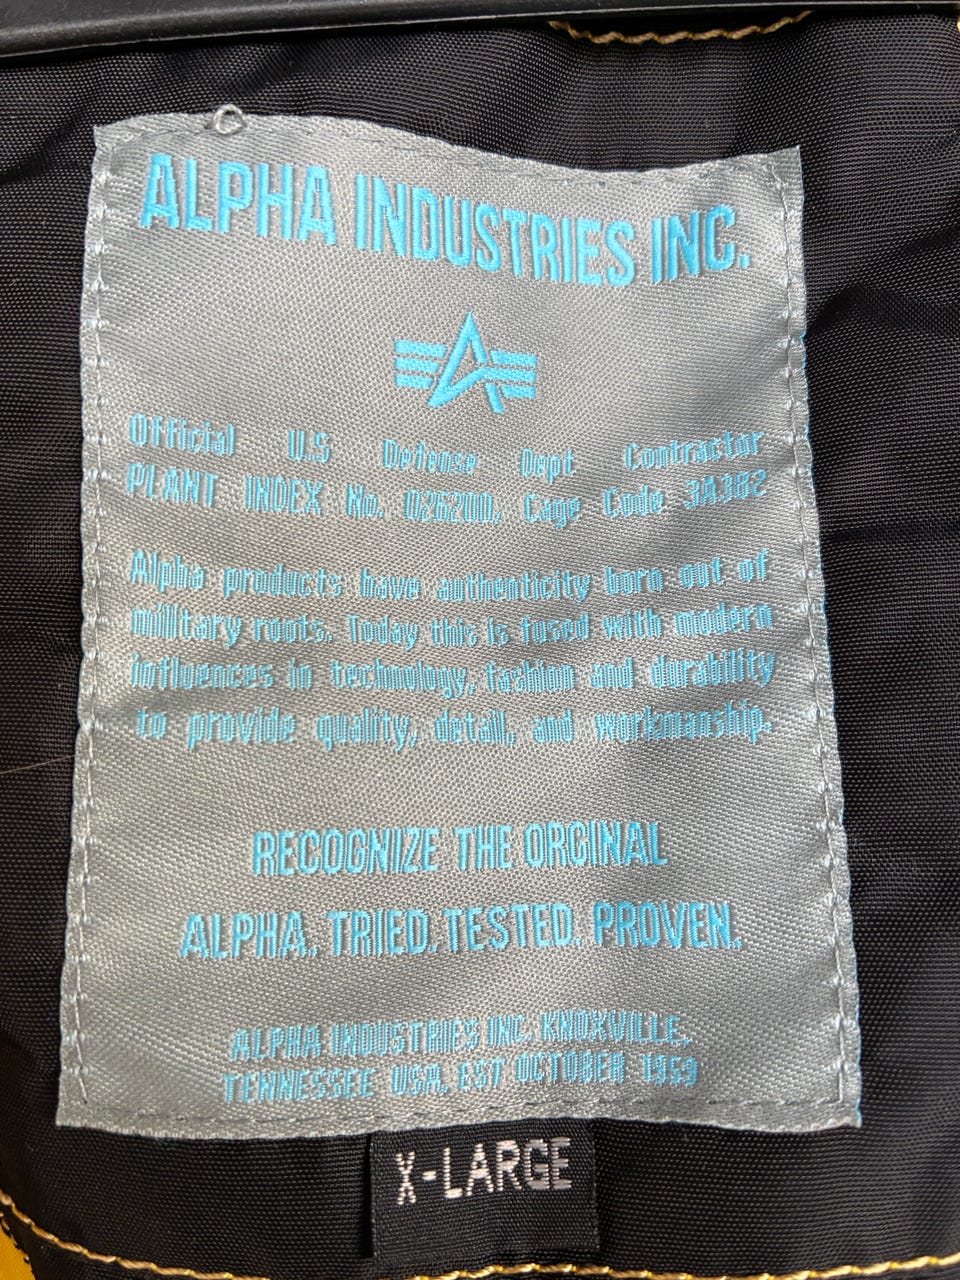 ALPHA INDUSTRIES INC.
Official U.S Defense Dept Contractor
PLANT INDEX No. 026200, Cage Code 3A382
Alpha products have authenticity born out of
military roots. Today this is fused with modern
influences in technology, fashion and durability
to provide quality, detail, and workmanship.
RECOGNIZE THE ORGINAL
ALPHA. TRIED. TESTED. PROVEN.
ALPHA INDUSTRIES INC. KNOXVILLE,
TENNESSEE USA, EST OCTOBER 1959
X-LARGE